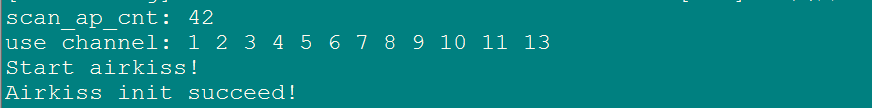 scan_ap_cnt: 42
use channel: 1 2 3 4 5 6 7 8 9 10 11 13
Start airkiss!
Airkiss init succeed!